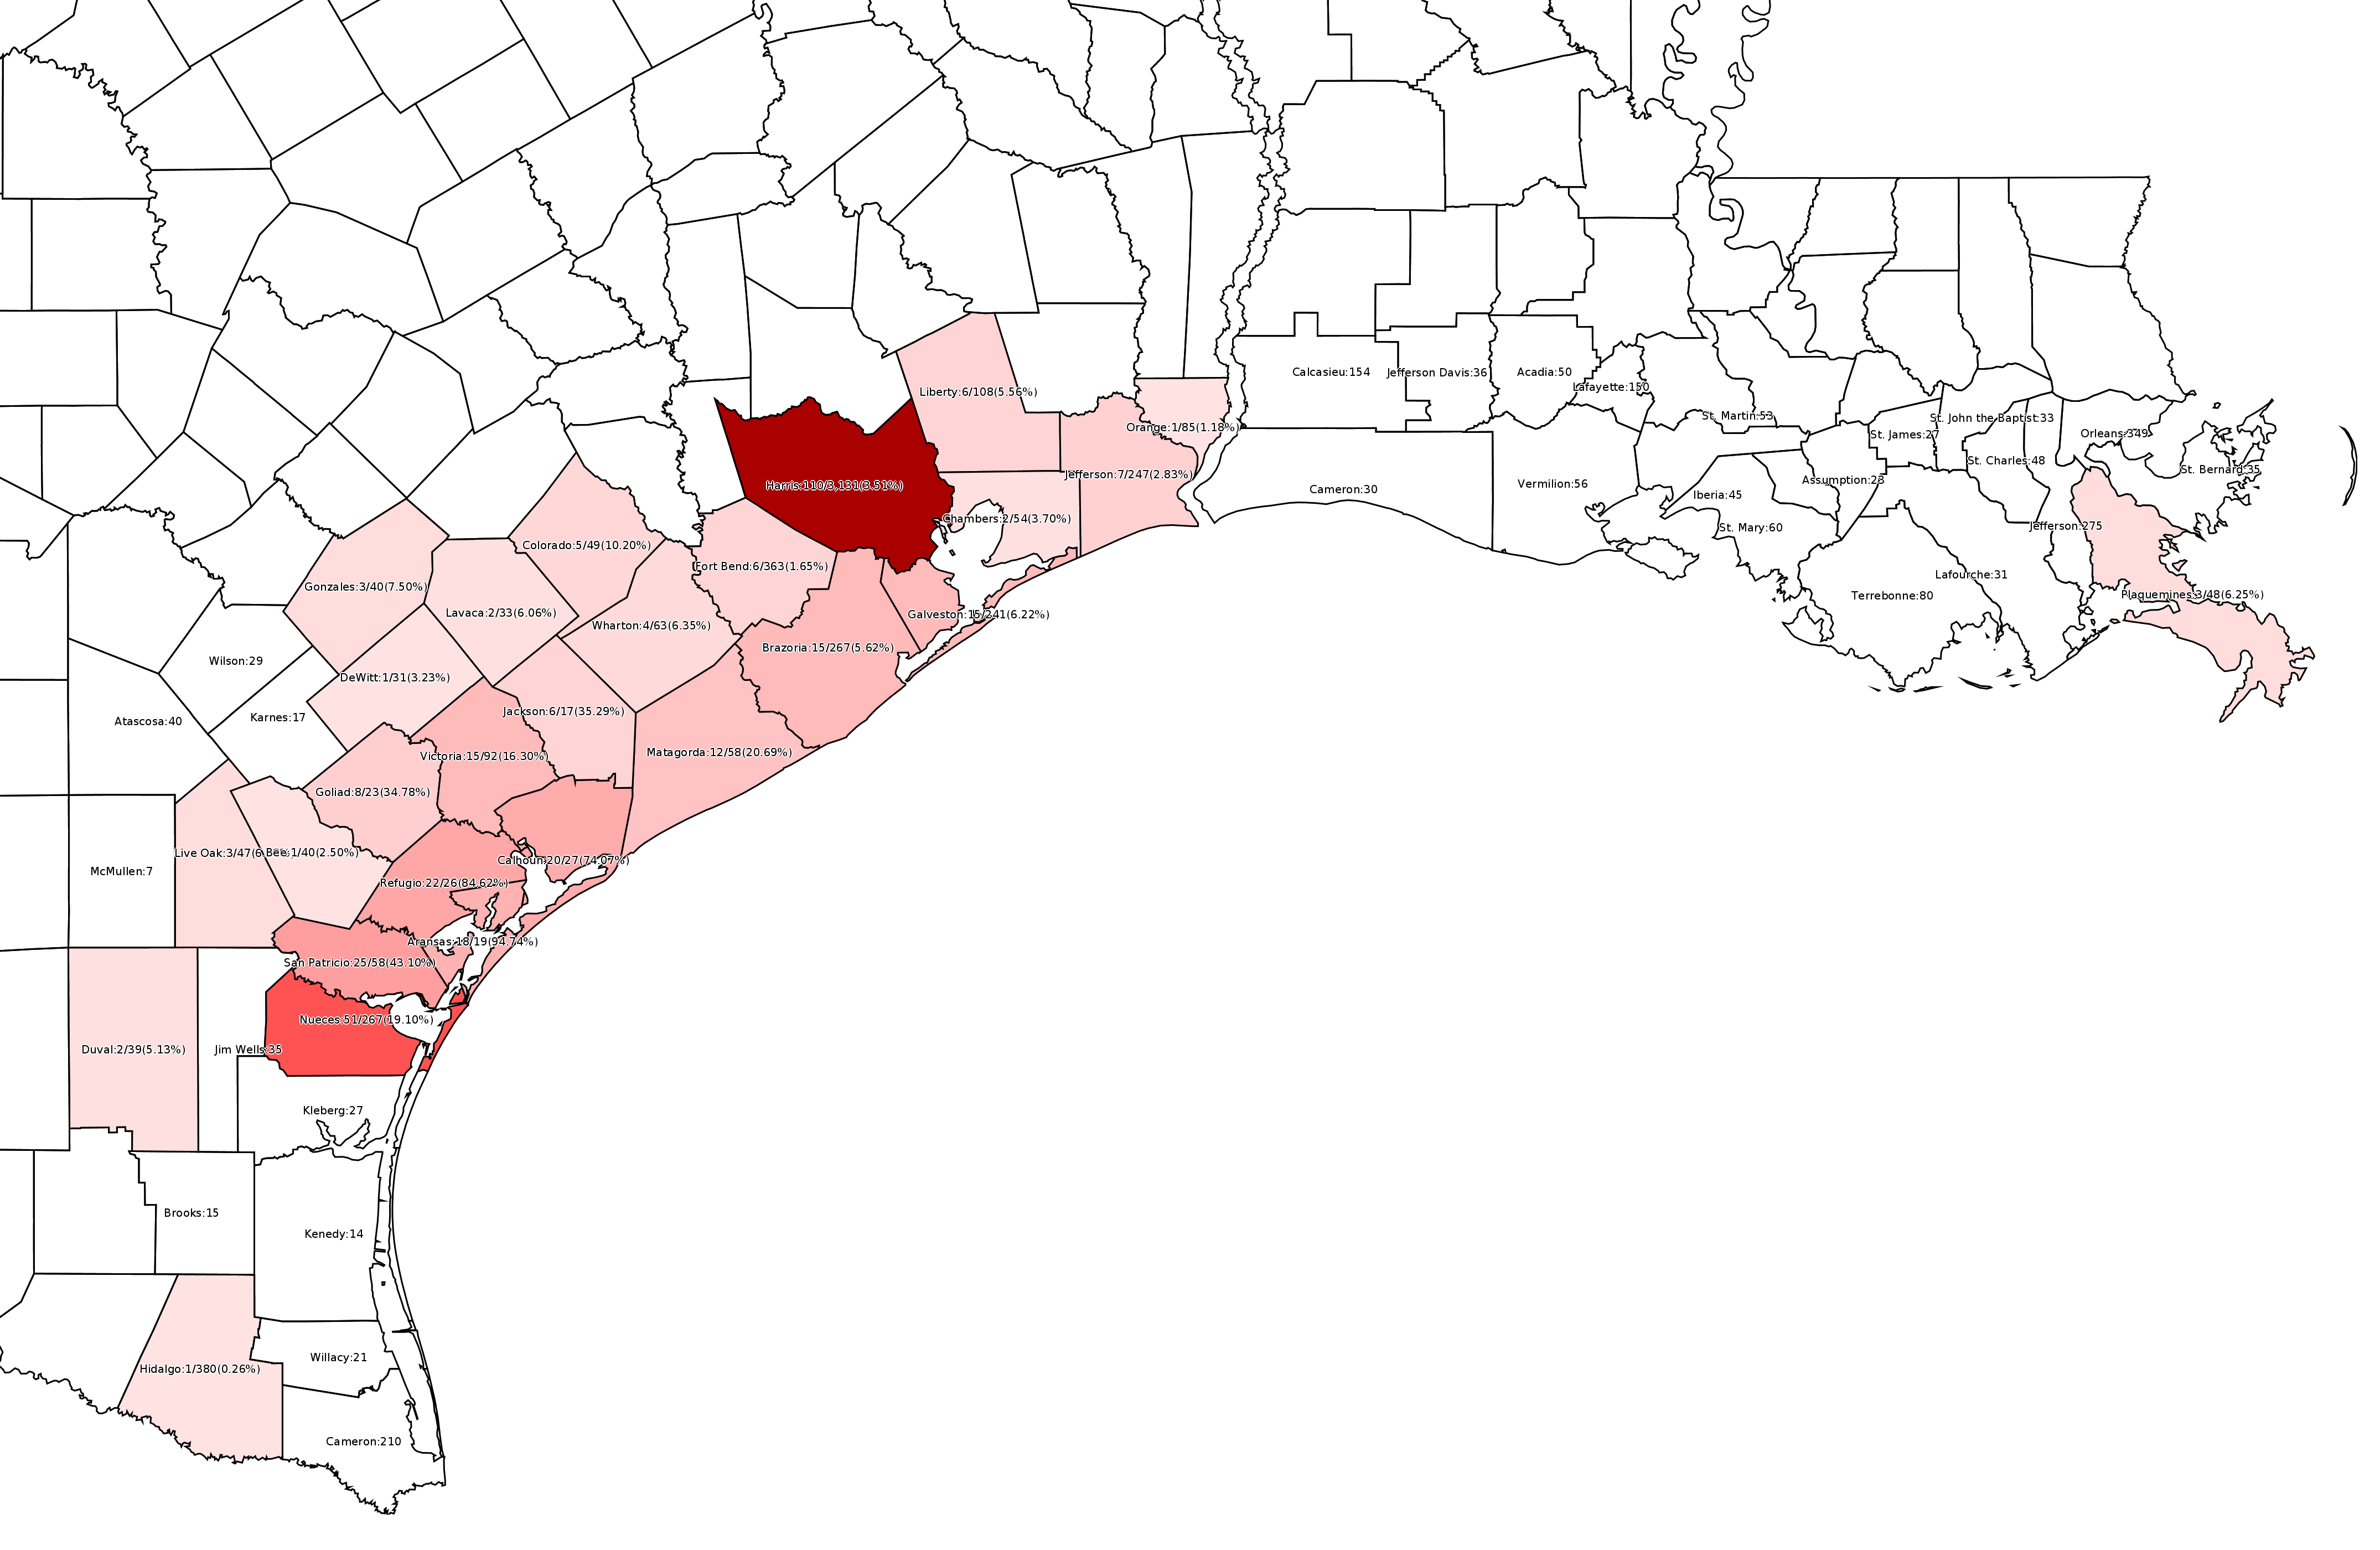 Calcasieu:154
Jefferson Davis:36
Acadia:50
Lafayette:150
Liberty:6/108(5.56%)
St. Martin:53
St. John the Baptist:33
Orange:1/85(1.18%)
St. James:27
Orleans:349
St. Charles:48
St. Bernard:35
Jefferson:7/247(2.83%)
Harris:110/3,131(3.51%)
Cameron:30
Vermilion:56
Assumption:23
Iberia:45
Chambers:2/54(3.70%)
St. Mary:60
Jefferson:275
Colorado:5/49(10.20%)
Fort Bend:6/363(1.65%)
Lafourche:31
Gonzales:3/40(7.50%)
Terrebonne:80
Plaquemines:3/48(6.25%)
Lavaca:2/33(6.06%)
Galveston:15/241(6.22%)
Wharton:4/63(6.35%)
Brazoria:15/267(5.62%)
Wilson:29
DeWitt:1/31(3.23%)
Jackson:6/17(35.29%)
Karnes:17
Atascosa:40
Matagorda:12/58(20.69%)
Victoria:15/92(16.30%)
Goliad:8/23(34.78%)
Live Oak:3/47(6
Bee:1/40(2.50%)
Calhoun:20/27(74.07%)
McMullen:7
Refugio:22/26(84.62%)
Aransas:18/19(94.74%)
San Patricio:25/58(43.10%)
Nueces:51/267(19.10%)
Duval:2/39(5.13%)
Jim Wells:35
Kleberg:27
Brooks:15
Kenedy:14
Willacy:21
Hidalgo:1/380(0.26%)
Cameron:210